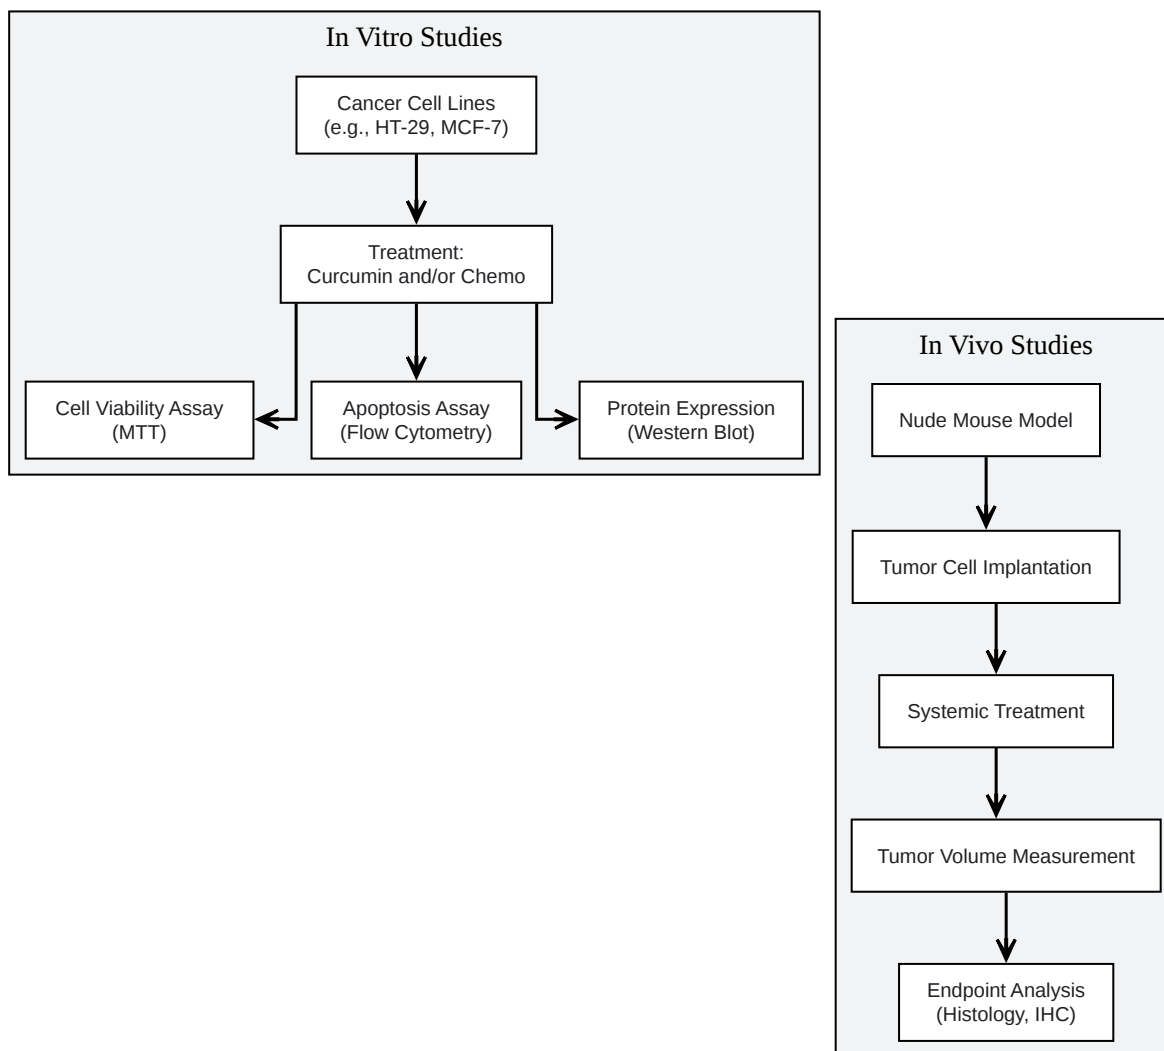 In Vitro Studies
Cancer Cell Lines
(e.g., HT-29, MCF-7)
Treatment:
Curcumin and/or Chemo
Cell Viability Assay
(MTT)
Apoptosis Assay
(Flow Cytometry)
Protein Expression
(Western Blot)
In Vivo Studies
Nude Mouse Model
Tumor Cell Implantation
Systemic Treatment
Tumor Volume Measurement
Endpoint Analysis
(Histology, IHC)